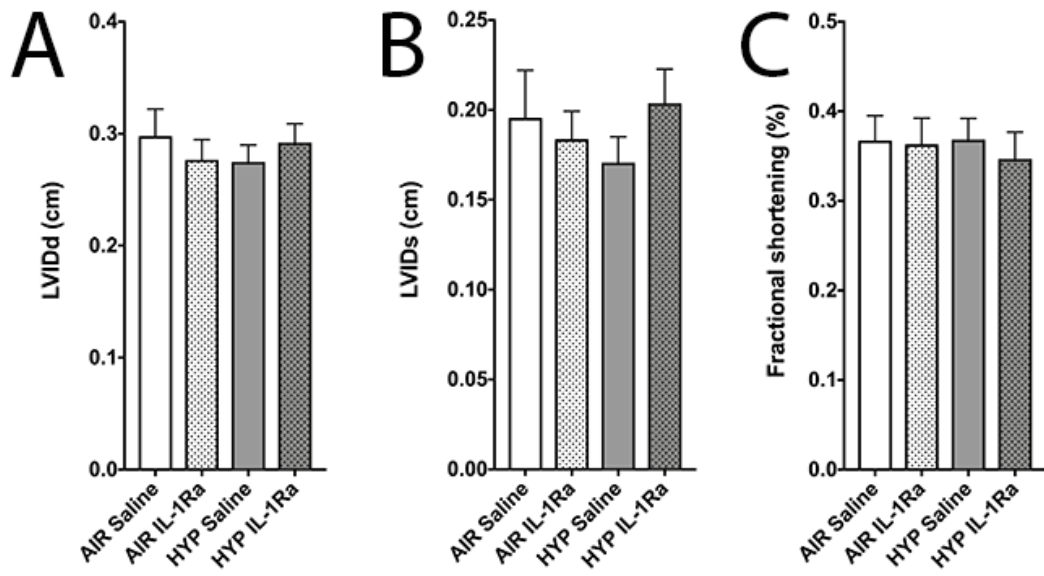 A
LVIDd (cm)
0.4
0.3
0.2
0.1
0.0
AIR Saline
AIR IL-1Ra
HYP Saline
HYP IL-1Ra
B
LVIDs (cm)
0.25
0.20
0.15
0.10
0.05
0.00
AIR Saline
AIR IL-1Ra
HYP Saline
HYP IL-1Ra
C
Fractional shortening (%)
0.5
0.4
0.3
0.2
0.1
0.0
AIR Saline
AIR IL-1Ra
HYP Saline
HYP IL-1Ra